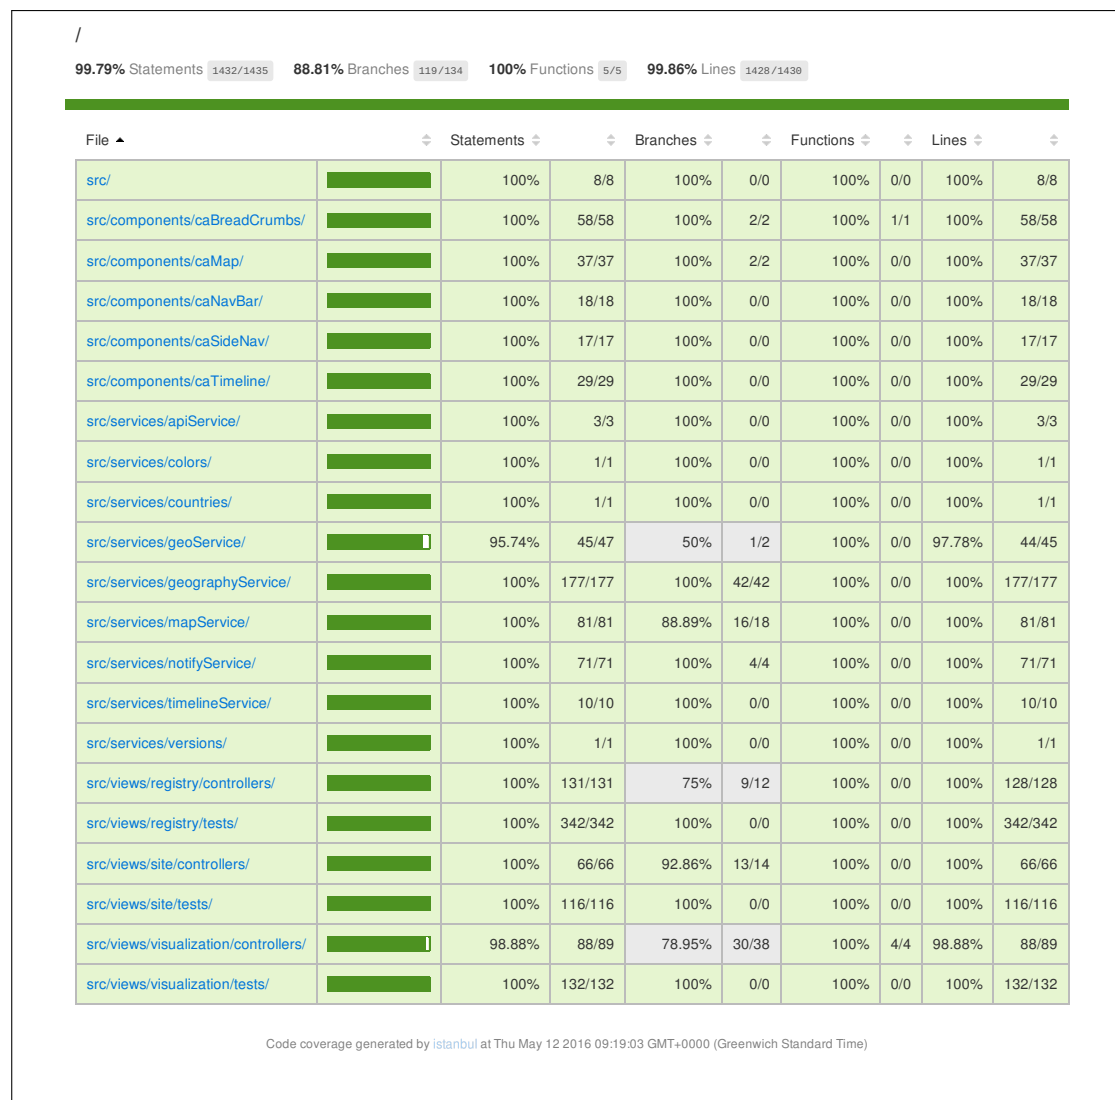 /
99.79% Statements 1432/1435 88.81% Branches 119/134 100% Functions 5/5 99.86% Lines 1428/1430
File Statements Branches Functions Lines
src/ 100% 8/8 100% 0/0 100% 0/0 100% 8/8
src/components/caBreadCrumbs/ 100% 58/58 100% 2/2 100% 1/1 100% 58/58
src/components/caMap/ 100% 37/37 100% 2/2 100% 0/0 100% 37/37
src/components/caNavBar/ 100% 18/18 100% 0/0 100% 0/0 100% 18/18
src/components/caSideNav/ 100% 17/17 100% 0/0 100% 0/0 100% 17/17
src/components/caTimeline/ 100% 29/29 100% 0/0 100% 0/0 100% 29/29
src/services/apiService/ 100% 3/3 100% 0/0 100% 0/0 100% 3/3
src/services/colors/ 100% 1/1 100% 0/0 100% 0/0 100% 1/1
src/services/countries/ 100% 1/1 100% 0/0 100% 0/0 100% 1/1
src/services/geoService/ 95.74% 45/47 50% 1/2 100% 0/0 97.78% 44/45
src/services/geographyService/ 100% 177/177 100% 42/42 100% 0/0 100% 177/177
src/services/mapService/ 100% 81/81 88.89% 16/18 100% 0/0 100% 81/81
src/services/notifyService/ 100% 71/71 100% 4/4 100% 0/0 100% 71/71
src/services/timelineService/ 100% 10/10 100% 0/0 100% 0/0 100% 10/10
src/services/versions/ 100% 1/1 100% 0/0 100% 0/0 100% 1/1
src/views/registry/controllers/ 100% 131/131 75% 9/12 100% 0/0 100% 128/128
src/views/registry/tests/ 100% 342/342 100% 0/0 100% 0/0 100% 342/342
src/views/site/controllers/ 100% 66/66 92.86% 13/14 100% 0/0 100% 66/66
src/views/site/tests/ 100% 116/116 100% 0/0 100% 0/0 100% 116/116
src/views/visualization/controllers/ 98.88% 88/89 78.95% 30/38 100% 4/4 98.88% 88/89
src/views/visualization/tests/ 100% 132/132 100% 0/0 100% 0/0 100% 132/132
Code coverage generated by istanbul at Thu May 12 2016 09:19:03 GMT+0000 (Greenwich Standard Time)